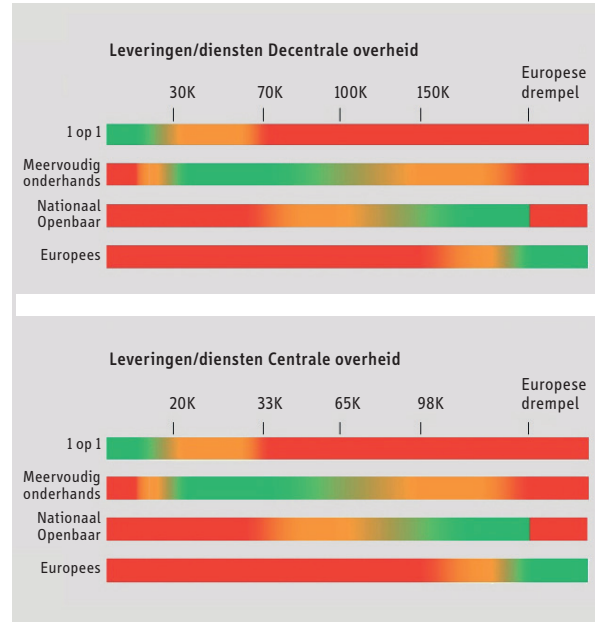 Leveringen/diensten Decentrale overheid
Europese
30K 70K 100K 150K drempel
1 op 1
Meervoudig
onderhands
Nationaal
Openbaar
Europees
Leveringen/diensten Centrale overheid
Europese
20K 33K 65K 98K drempel
1 op 1
Meervoudig
onderhands
Nationaal
Openbaar
Europees